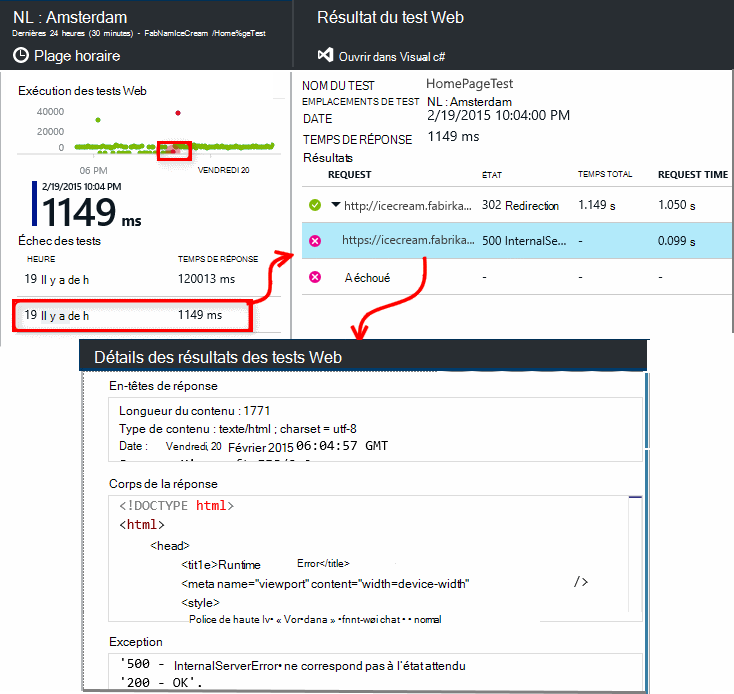 NL : Amsterdam
Dernières 24 heures (30 minutes) - FabNamIceCream /Home%geTest
Plage horaire
Exécution des tests Web
40000
20000
0
06 PM
VENDREDI 20
2/19/2015 10:04 PM
1149 ms
Échec des tests
HEURE TEMPS DE RÉPONSE
19 Il y a de h 120013 ms
19 Il y a de h 1149 ms
Résultat du test Web
Ouvrir dans Visual c#
NOM DU TEST HomePageTest
EMPLACEMENTS DE TEST NL : Amsterdam
DATE 2/19/2015 10:04:00 PM
TEMPS DE RÉPONSE 1149 ms
Résultats
REQUEST ÉTAT TEMPS TOTAL REQUEST TIME
http://icecream.fabirka... 302 Redirection 1.149 s 1.050 s
https://icecream.fabrika... 500 InternalSe... - 0.099 s
A échoué - - -
Détails des résultats des tests Web
En-têtes de réponse
Longueur du contenu : 1771
Type de contenu : texte/html ; charset = utf-8
Date : Vendredi, 20 Février 2015 06:04:57 GMT
Corps de la réponse
<!DOCTYPE html>
<html>
<head>
<tit1e>Runtime Error</title>
<meta name="viewport" content="width=device-width" />
<style>
Police de haute Iv• « Vor•dana » •fnnt-wøi chat • • normal
Exception
'500 - InternalServerError• ne correspond pas à l'état attendu
'200 - OK'.